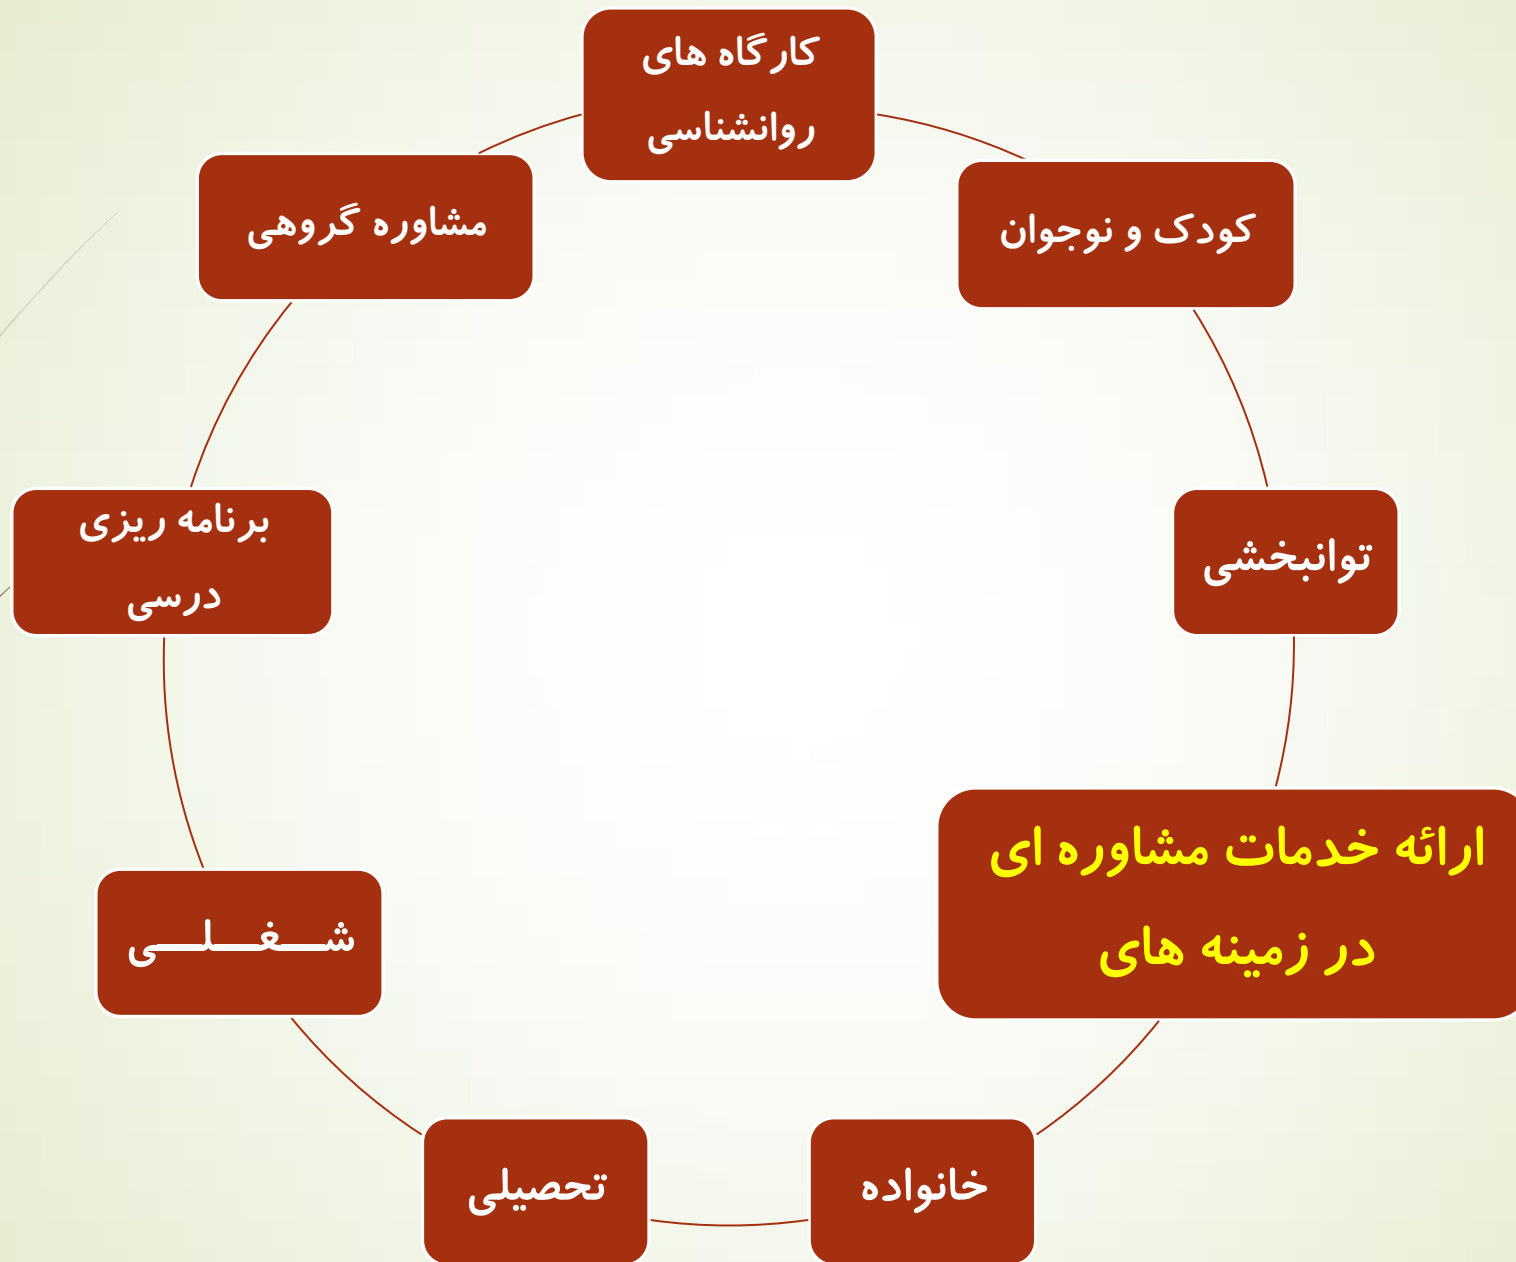 کارگاه های
روانشناسی
کودک و نوجوان
توانبخشی
ارائه خدمات مشاوره ای
در زمینه های
خانواده
تحصیلی
شـــغـــلـــی
برنامه ریزی
درسی
مشاوره گروهی